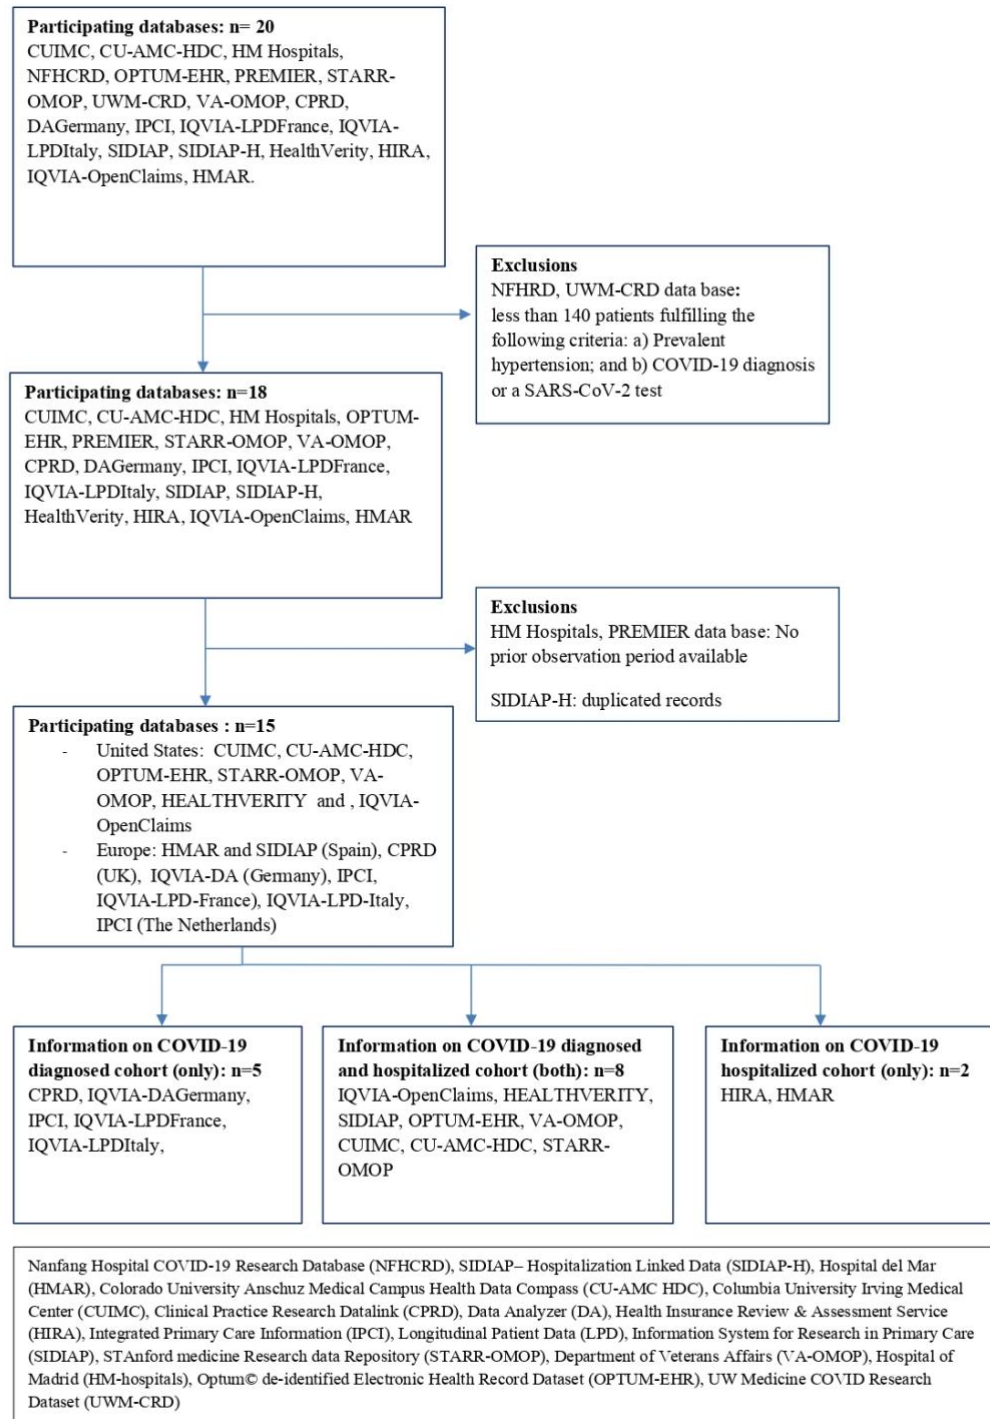 Participating databases: n= 20
CUIMC, CU-AMC-HDC, HM Hospitals,
NFHCRD, OPTUM-EHR, PREMIER, STARR-
OMOP, UWM-CRD, VA-OMOP, CPRD,
DAGermany, IPCI, IQVIA-LPDFrance, IQVIA-
LPDItaly, SIDIAP, SIDIAP-H, HealthVerity, HIRA,
IQVIA-OpenClaims, HMAR.
Exclusions
NFHRD, UWM-CRD data base:
less than 140 patients fulfilling the
following criteria: a) Prevalent
hypertension; and b) COVID-19 diagnosis
or a SARS-CoV-2 test
Participating databases: n=18
CUIMC, CU-AMC-HDC, HM Hospitals, OPTUM-
EHR, PREMIER, STARR-OMOP, VA-OMOP,
CPRD, DAGermany, IPCI, IQVIA-LPDFrance,
IQVIA-LPDItaly, SIDIAP, SIDIAP-H,
HealthVerity, HIRA, IQVIA-OpenClaims, HMAR
Exclusions
HM Hospitals, PREMIER data base: No
prior observation period available
SIDIAP-H: duplicated records
Participating databases : n=15
- United States: CUIMC, CU-AMC-HDC,
OPTUM-EHR, STARR-OMOP, VA-
OMOP, HEALTHVERITY and , IQVIA-
OpenClaims
- Europe: HMAR and SIDIAP (Spain), CPRD
(UK), IQVIA-DA (Germany), IPCI,
IQVIA-LPD-France), IQVIA-LPD-Italy,
IPCI (The Netherlands)
Information on COVID-19
diagnosed cohort (only): n=5
CPRD, IQVIA-DAGermany,
IPCI, IQVIA-LPDFrance,
IQVIA-LPDItaly,
Information on COVID-19 diagnosed
and hospitalized cohort (both): n=8
IQVIA-OpenClaims, HEALTHVERITY,
SIDIAP, OPTUM-EHR, VA-OMOP,
CUIMC, CU-AMC-HDC, STARR-
OMOP
Information on COVID-19
hospitalized cohort (only): n=2
HIRA, HMAR
Nanfang Hospital COVID-19 Research Database (NFHCRD), SIDIAP– Hospitalization Linked Data (SIDIAP-H), Hospital del Mar
(HMAR), Colorado University Anschuz Medical Campus Health Data Compass (CU-AMC HDC), Columbia University Irving Medical
Center (CUIMC), Clinical Practice Research Datalink (CPRD), Data Analyzer (DA), Health Insurance Review & Assessment Service
(HIRA), Integrated Primary Care Information (IPCI), Longitudinal Patient Data (LPD), Information System for Research in Primary Care
(SIDIAP), STAnford medicine Research data Repository (STARR-OMOP), Department of Veterans Affairs (VA-OMOP), Hospital of
Madrid (HM-hospitals), Optum© de-identified Electronic Health Record Dataset (OPTUM-EHR), UW Medicine COVID Research
Dataset (UWM-CRD)